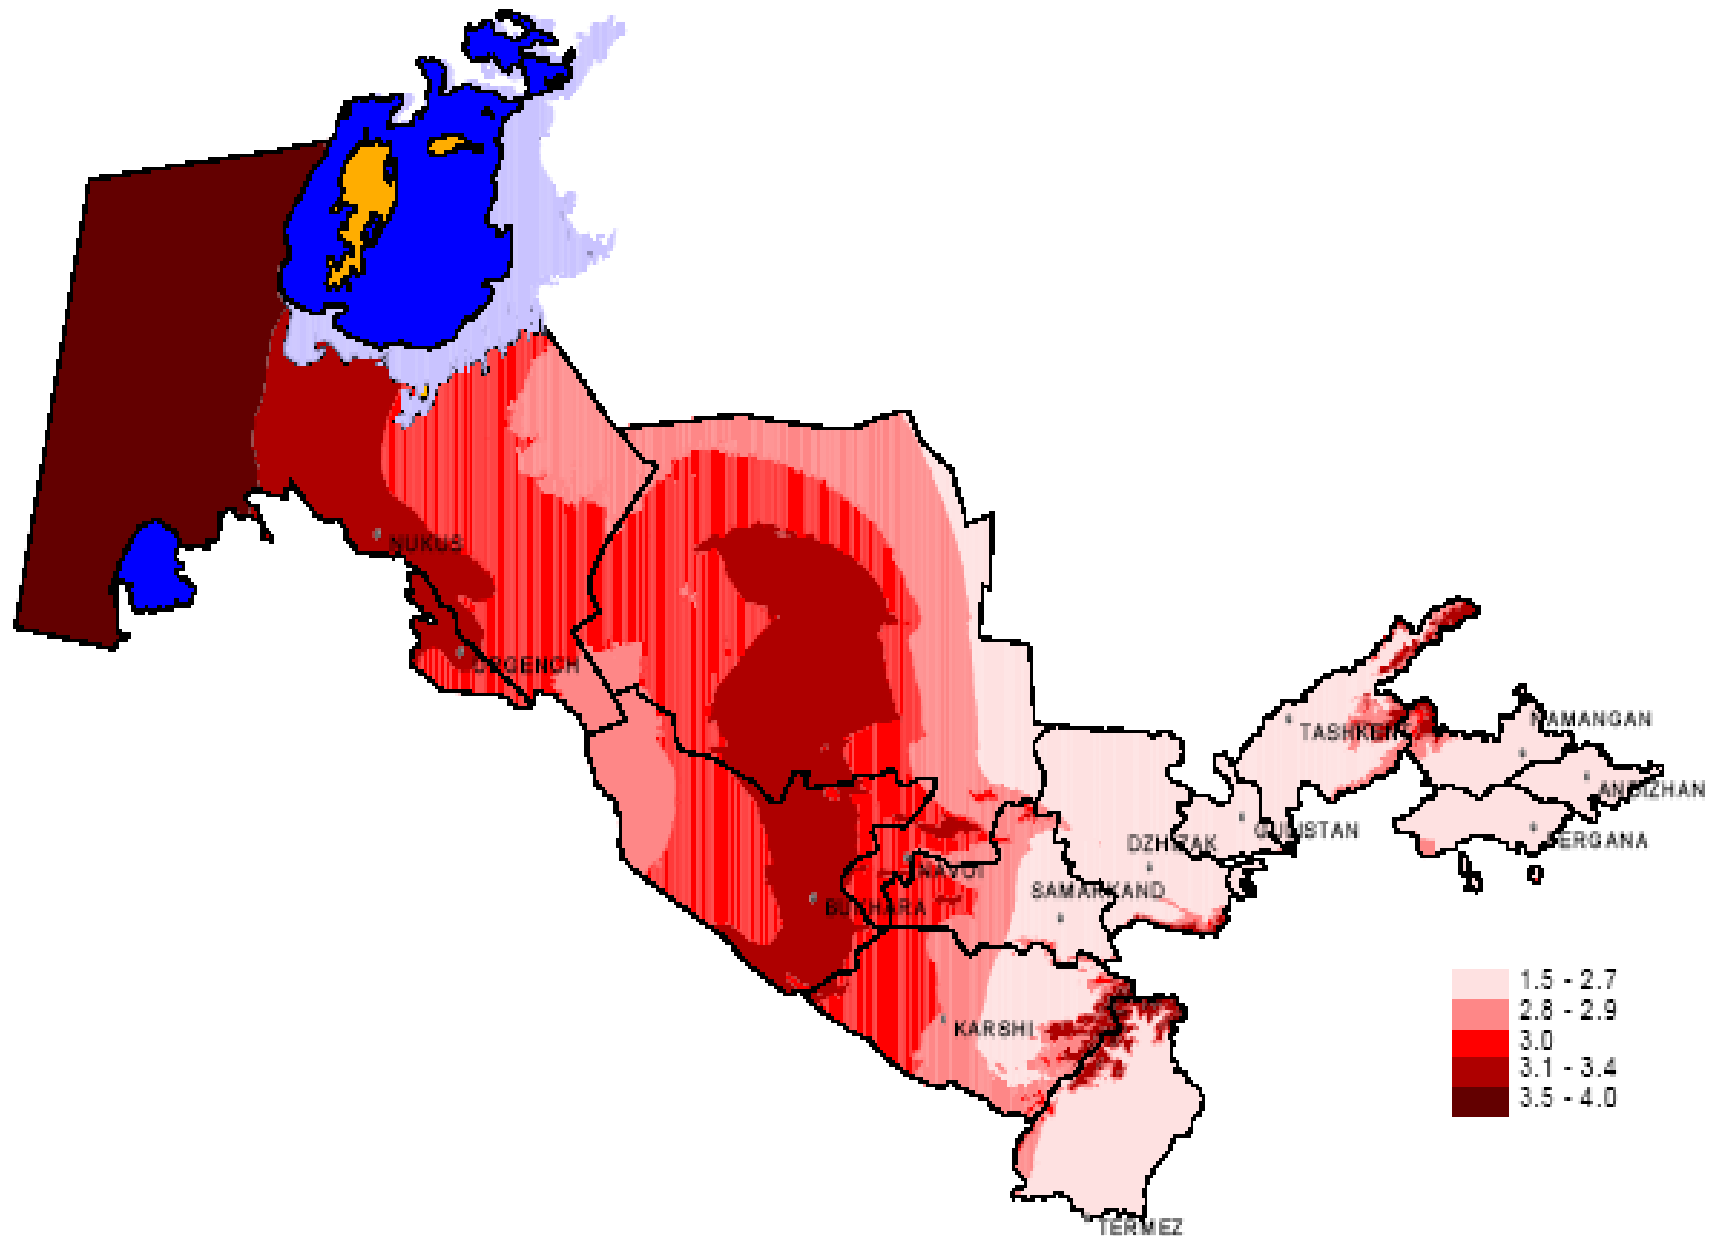 NUKUS
URGENCH
TASHKENT
NAMANGAN
ANDIZHAN
GULISTAN
FERGANA
DZHIZAK
NAVOI
SAMARKAND
BUKHARA
KARSHI
TERMEZ
1.5 - 2.7
2.8 - 2.9
3.0
3.1 - 3.4
3.5 - 4.0